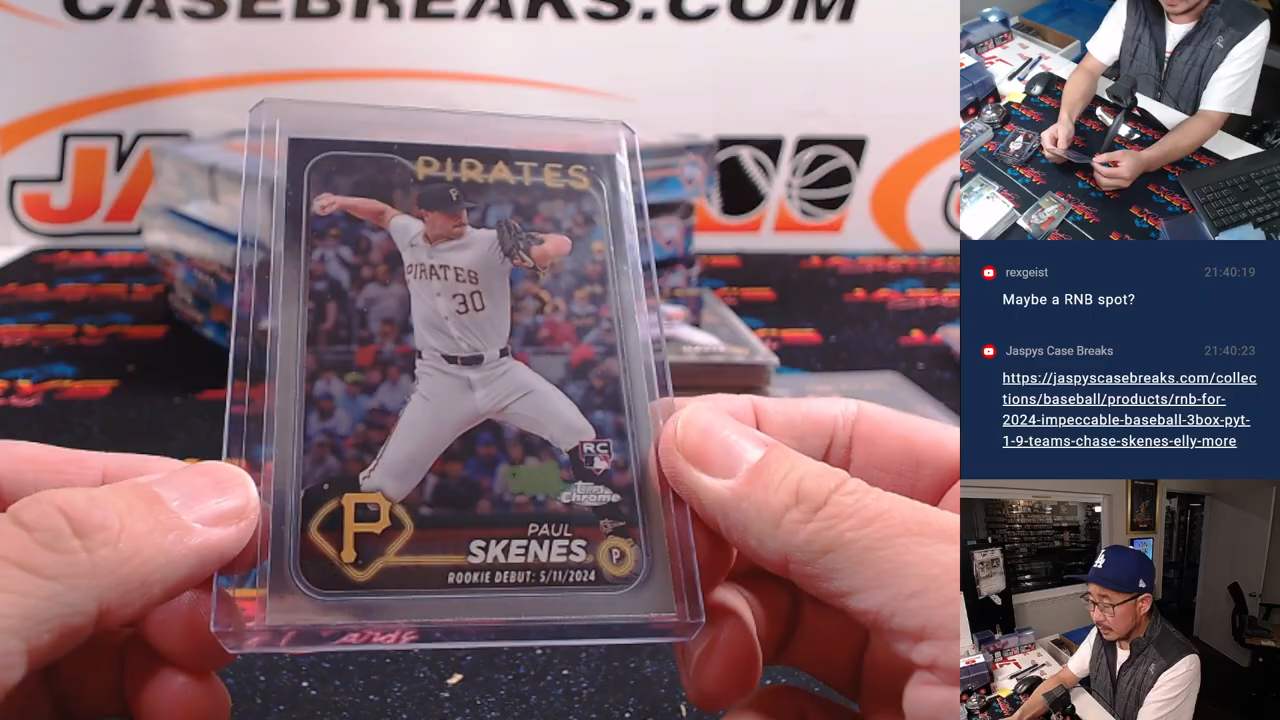 CASEBREAKS.COM
JA
PIRATES
P
PIRATES
30
RC
Topps
Chrome
P
PAUL
SKENES
P
ROOKIE DEBUT: 5/11/2024
rexgeist
21:40:19
Maybe a RNB spot?
Jaspys Case Breaks
21:40:23
https://jaspyscasebreaks.com/collec
tions/baseball/products/rnb-for-
2024-impeccable-baseball-3box-pyt-
1-9-teams-chase-skenes-elly-more
LA